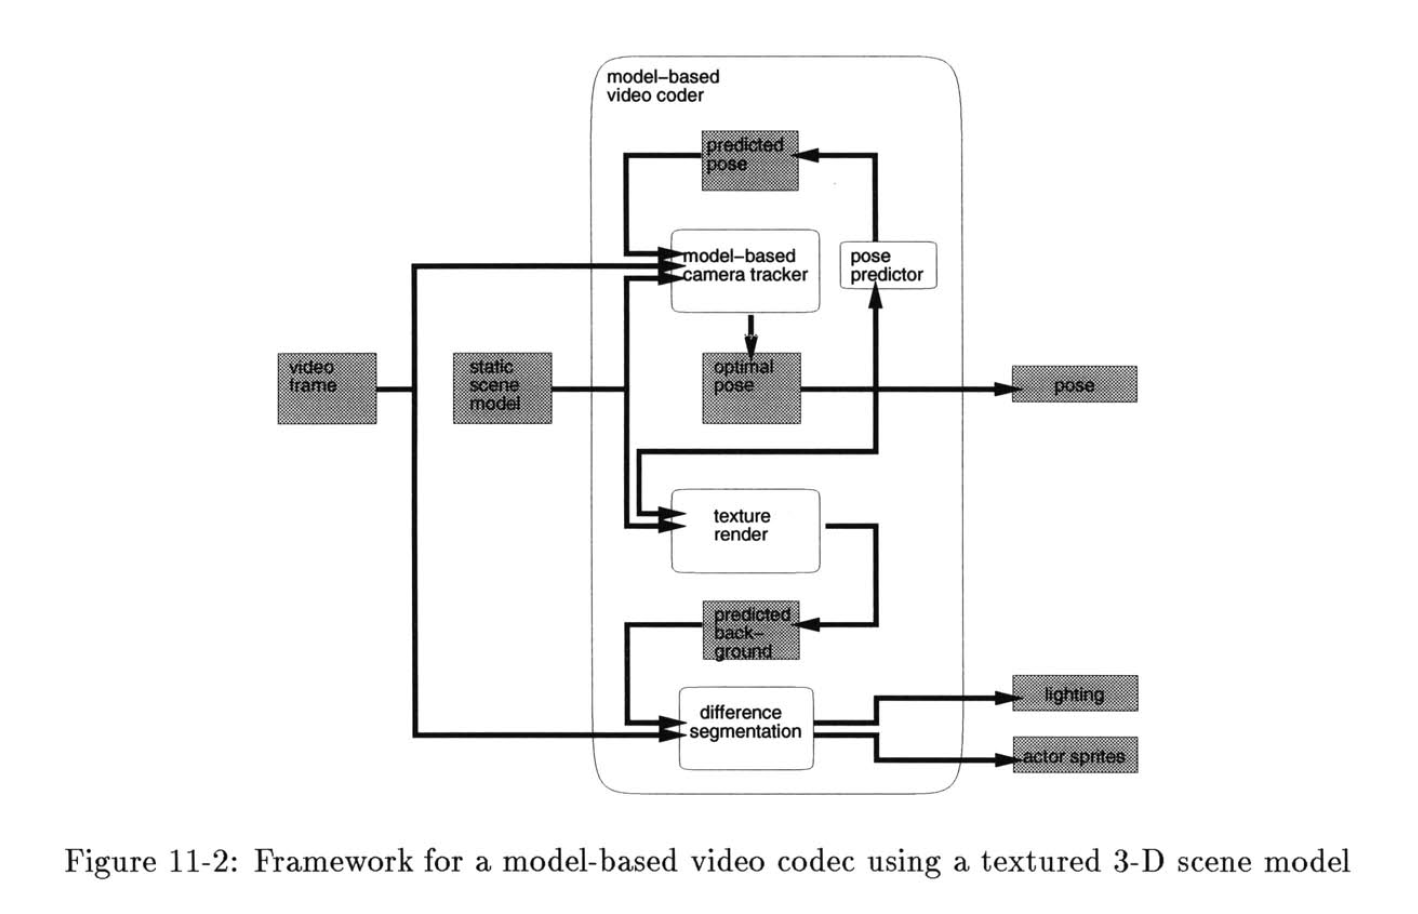 model–based
video coder
predicted
pose
model–based
camera tracker
pose
predictor
video
frame
static
scene
model
optimal
pose
pose
texture
render
predicted
back–
ground
difference
segmentation
lighting
actor sprites
Figure 11-2: Framework for a model-based video codec using a textured 3-D scene model